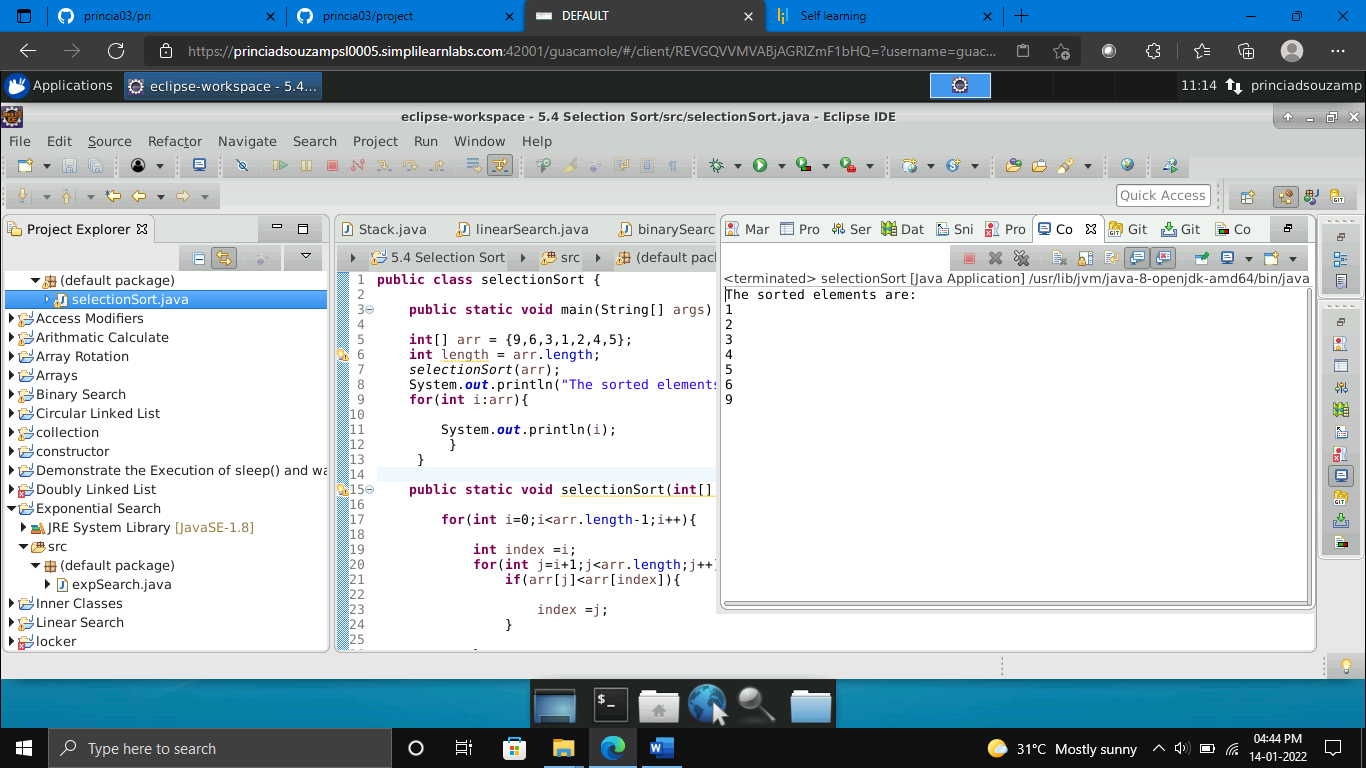 princia03/pri
princia03/project
DEFAULT
Self learning
https://princiadsouzampsl0005.simplilearnlabs.com:42001/guacamole/#/client/REVGQVVMVABjAGRlZmF1bHQ=?username=guac...
Applications
eclipse-workspace - 5.4...
11:14
princiadsouzamp
eclipse-workspace - 5.4 Selection Sort/src/selectionSort.java - Eclipse IDE
File Edit Source Refactor Navigate Search Project Run Window Help
Quick Access
Project Explorer
(default package)
selectionSort.java
Access Modifiers
Arithmatic Calculate
Array Rotation
Arrays
Binary Search
Circular Linked List
collection
constructor
Demonstrate the Execution of sleep() and wa
Doubly Linked List
Exponential Search
JRE System Library [JavaSE-1.8]
src
(default package)
expSearch.java
Inner Classes
Linear Search
locker
Stack.java
linearSearch.java
binarySearc
5.4 Selection Sort
src
(default pac
1 public class selectionSort {
2
3 public static void main(String[] args)
4
5 int[] arr = {9,6,3,1,2,4,5};
6 int length = arr.length;
7 selectionSort(arr);
8 System.out.println("The sorted elements
9 for(int i:arr){
10
11 System.out.println(i);
12 }
13 }
14
15 public static void selectionSort(int[]
16
17 for(int i=0;i<arr.length-1;i++){
18
19 int index =i;
20 for(int j=i+1;j<arr.length;j++)
21 if(arr[j]<arr[index]){
22
23 index =j;
24 }
25
Mar Pro Ser Dat Sni Pro Co Git Git Co
<terminated> selectionSort [Java Application] /usr/lib/jvm/java-8-openjdk-amd64/bin/java
The sorted elements are:
1
2
3
4
5
6
9
Type here to search
31°C Mostly sunny
04:44 PM
14-01-2022